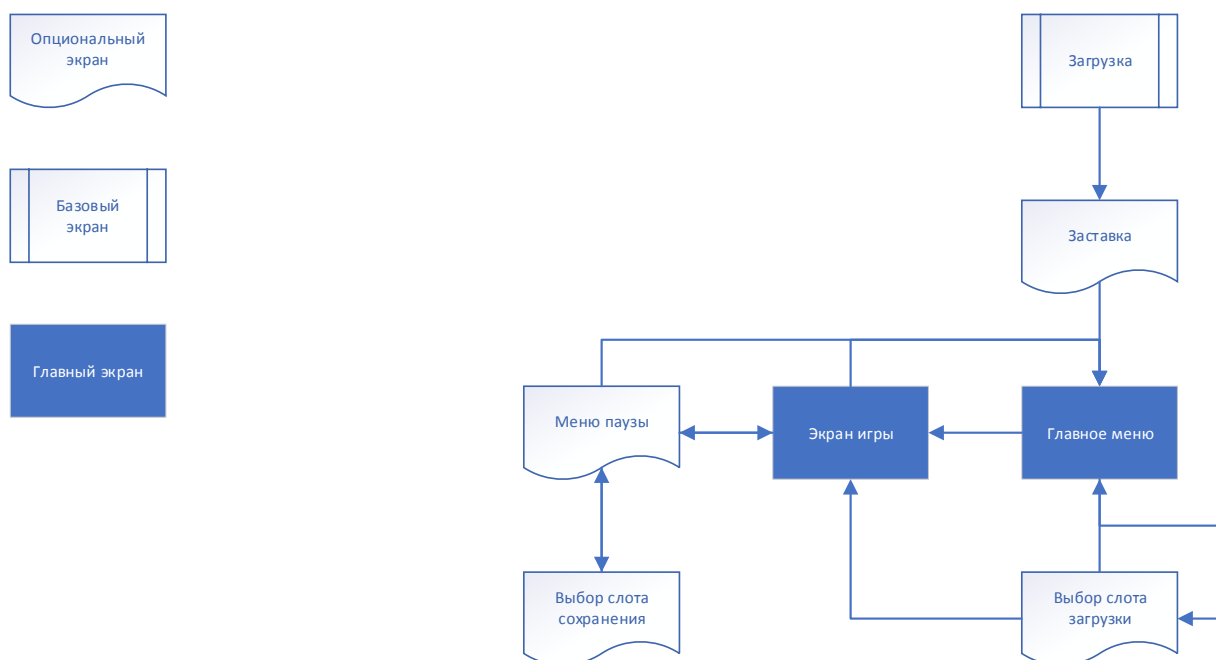 Опциональный
экран
Загрузка
Базовый
экран
Заставка
Главный экран
Меню паузы
Экран игры
Главное меню
Выбор слота
сохранения
Выбор слота
загрузки